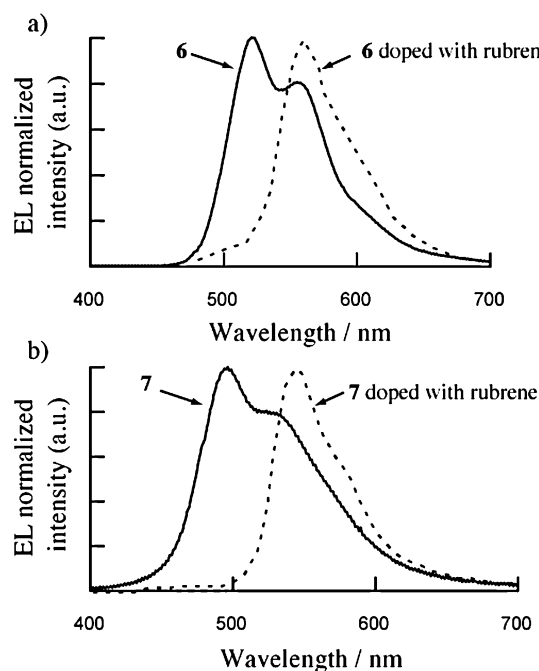 a)
EL normalized
intensity (a.u.)
6
6 doped with rubren
400 500 600 700
Wavelength / nm
b)
EL normalized
intensity (a.u.)
7
7 doped with rubrene
400 500 600 700
Wavelength / nm